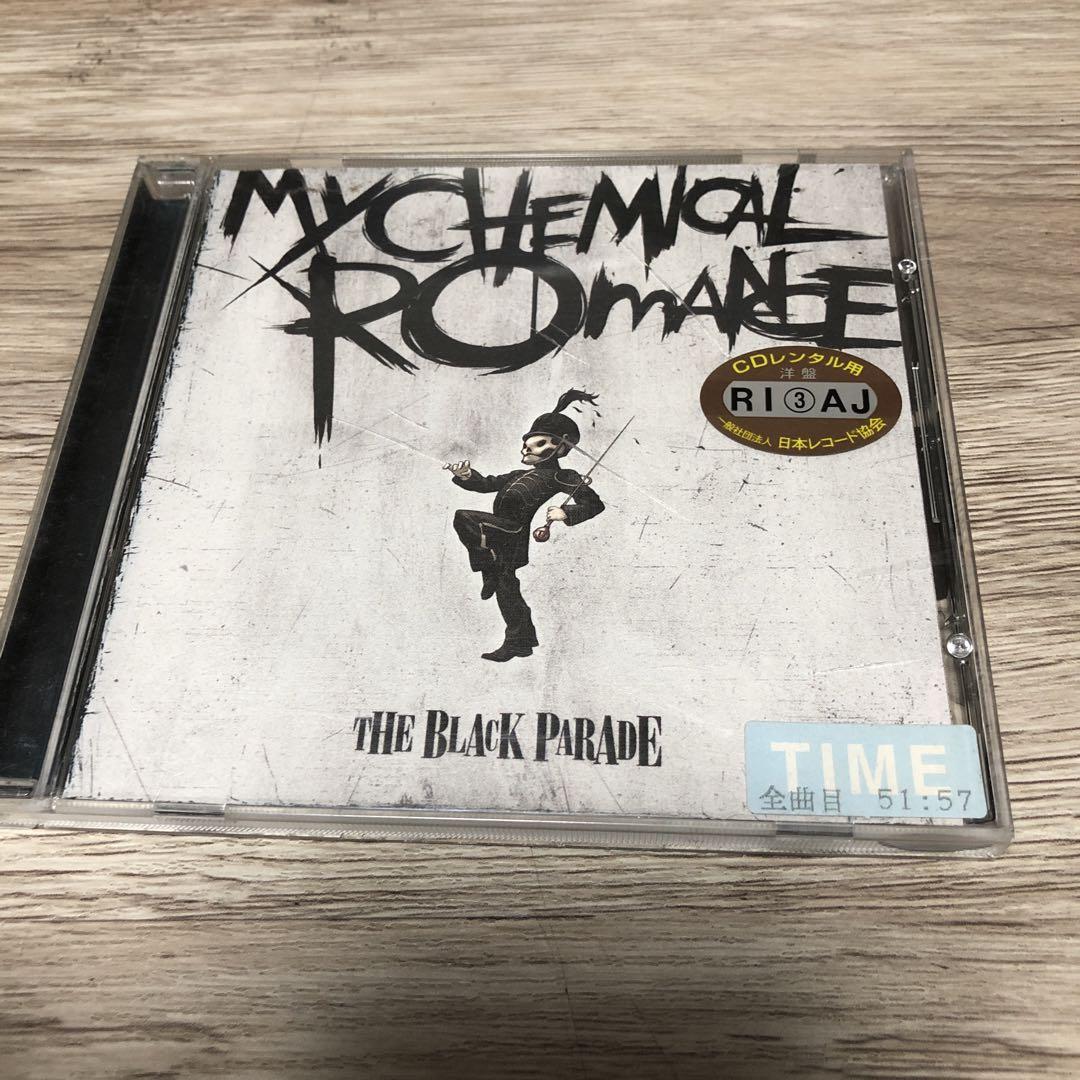 MY CHEMICAL
ROMANCE
CDレンタル用
洋盤
RI③AJ
一般社団法人 日本レコード協会
THE BLACK PARADE
TIME
全曲目 51:57